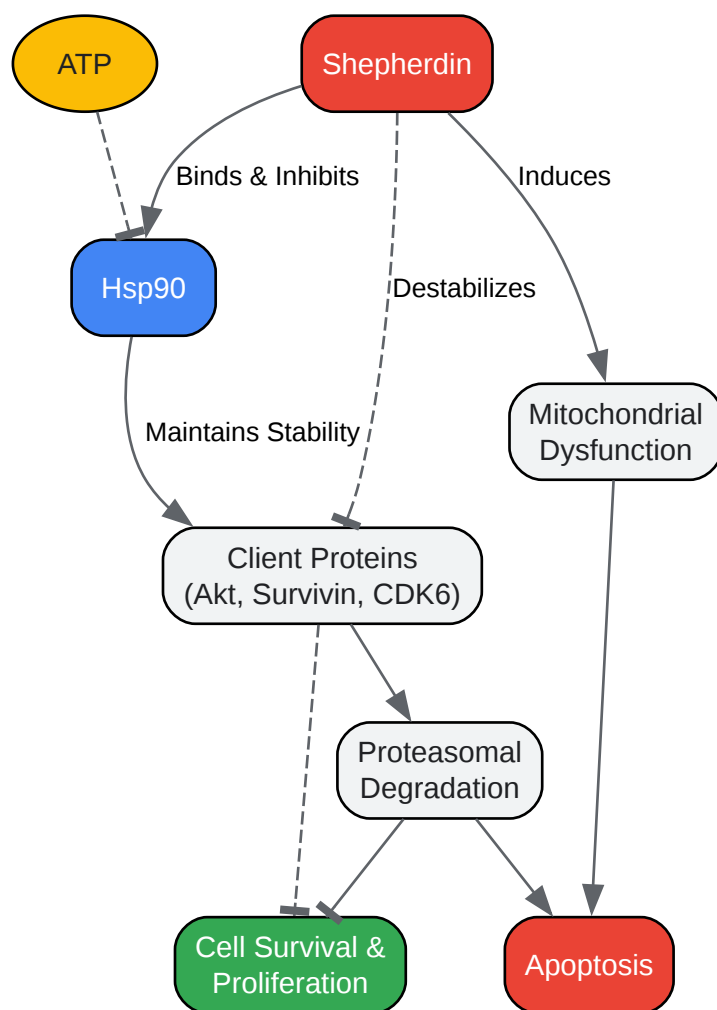 ATP
Shepherdin
Binds & Inhibits
Induces
Hsp90
Destabilizes
Mitochondrial
Dysfunction
Maintains Stability
Client Proteins
(Akt, Survivin, CDK6)
Proteasomal
Degradation
Cell Survival &
Proliferation
Apoptosis